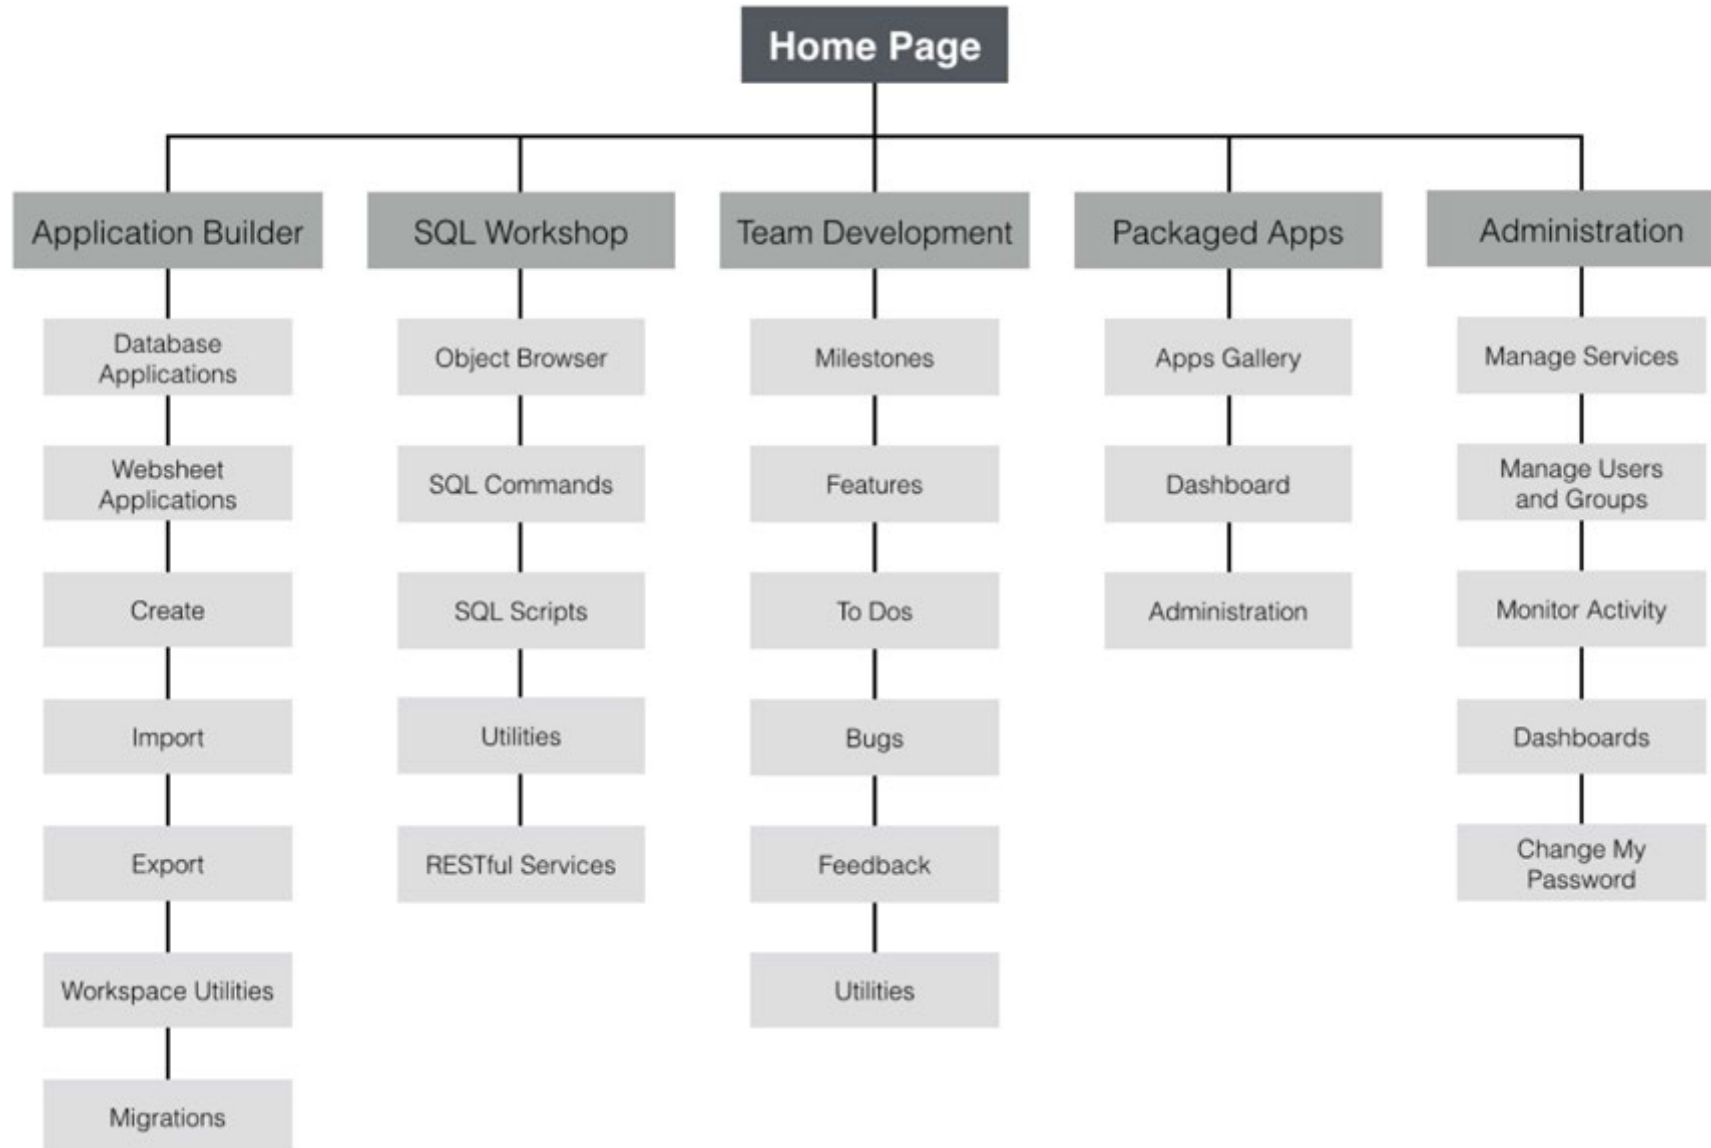 Home Page
Application Builder
SQL Workshop
Team Development
Packaged Apps
Administration
Database
Applications
Websheet
Applications
Create
Import
Export
Workspace Utilities
Migrations
Object Browser
SQL Commands
SQL Scripts
Utilities
RESTful Services
Milestones
Features
To Dos
Bugs
Feedback
Utilities
Apps Gallery
Dashboard
Administration
Manage Services
Manage Users
and Groups
Monitor Activity
Dashboards
Change My
Password